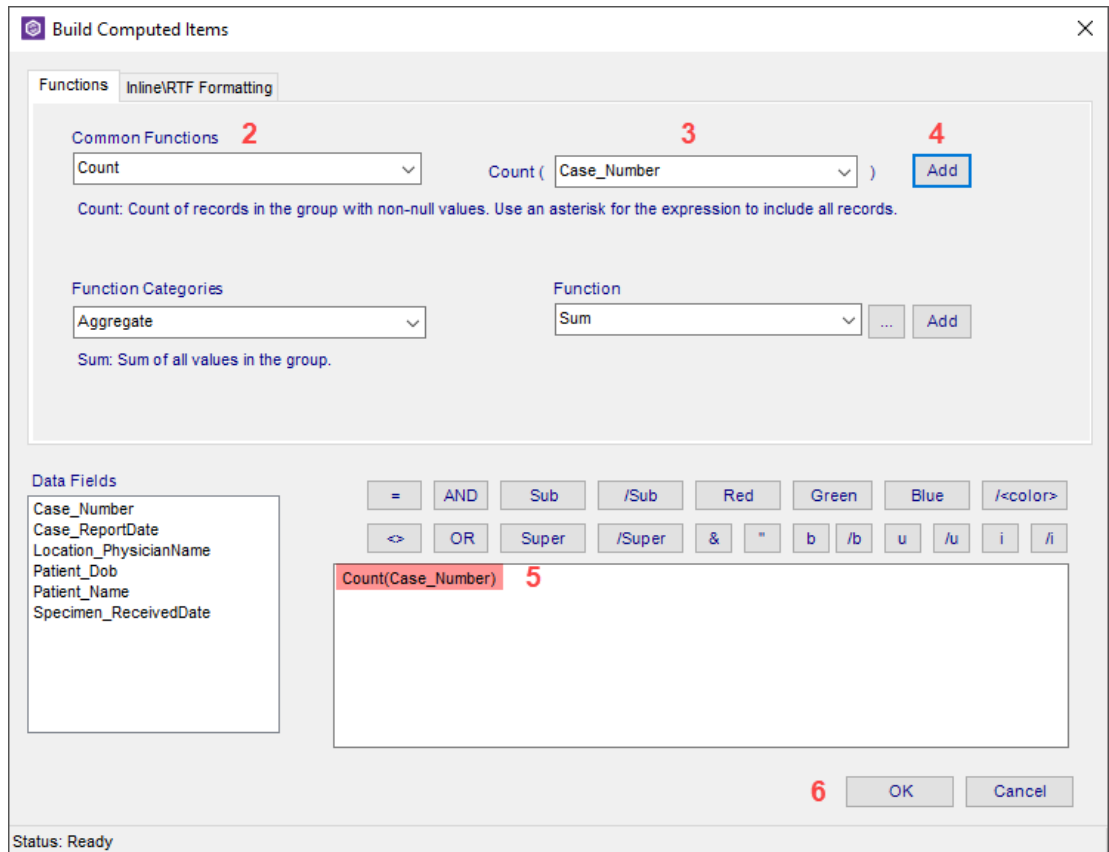 Build Computed Items
Functions Inline\RTF Formatting
Common Functions 2 3 4
Count Count ( Case_Number ) Add
Count: Count of records in the group with non-null values. Use an asterisk for the expression to include all records.
Function Categories Function
Aggregate Sum ... Add
Sum: Sum of all values in the group.
Data Fields
= AND Sub /Sub Red Green Blue /<color>
<> OR Super /Super & " b /b u /u i /i
Case_Number
Case_ReportDate
Location_PhysicianName
Patient_Dob
Patient_Name
Specimen_ReceivedDate
Count(Case_Number) 5
6 OK Cancel
Status: Ready